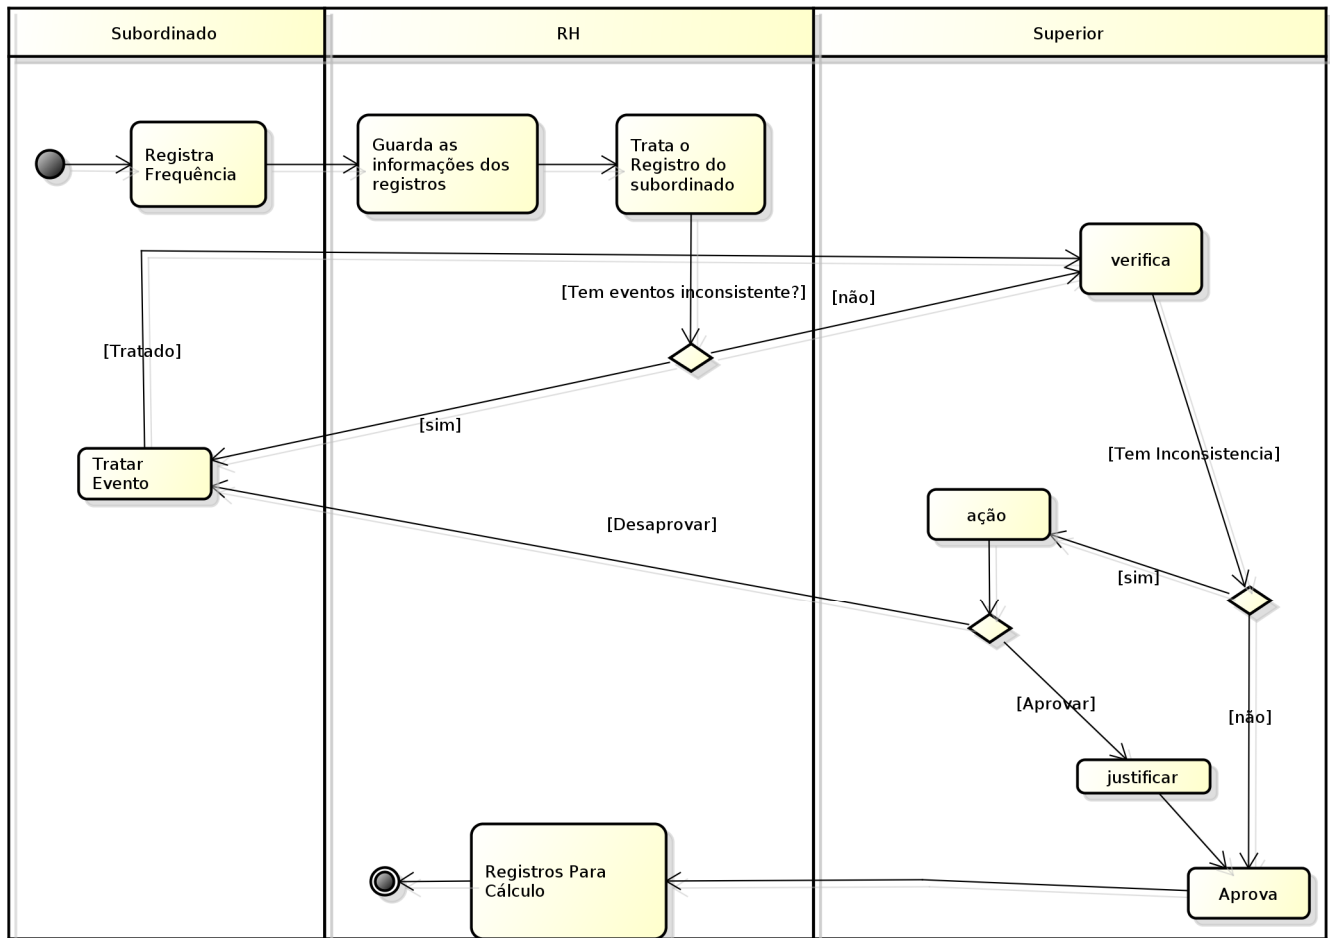 Subordinado
RH
Superior
Registra
Frequência
Guarda as
informações dos
registros
Trata o
Registro do
subordinado
verifica
[Tem eventos inconsistente?]
[não]
[Tratado]
[sim]
Tratar
Evento
[Tem Inconsistencia]
ação
[Desaprovar]
[sim]
[Aprovar]
[não]
justificar
Registros Para
Cálculo
Aprova